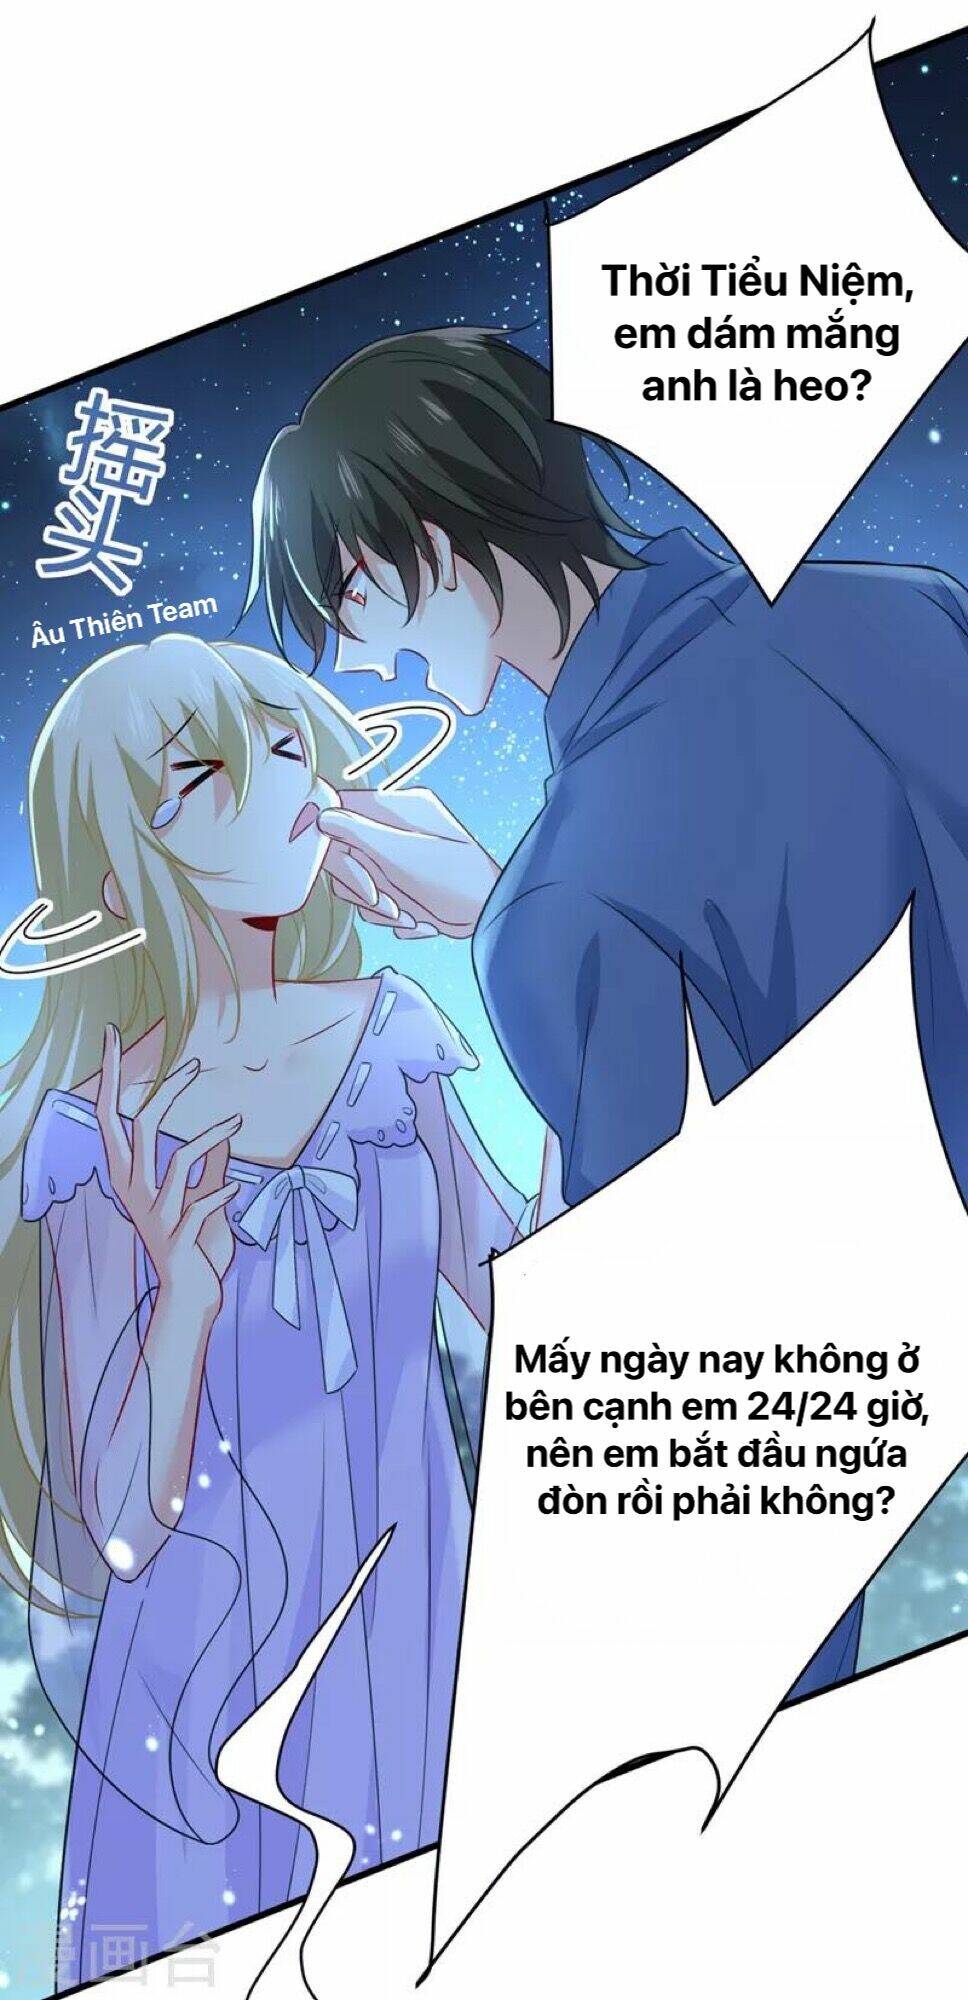 Thời Tiểu Niệm,
em dám mắng
anh là heo?
摇头
Âu Thiên Team
Mấy ngày nay không ở
bên cạnh em 24/24 giờ,
nên em bắt đầu ngứa
đòn rồi phải không?
漫画台